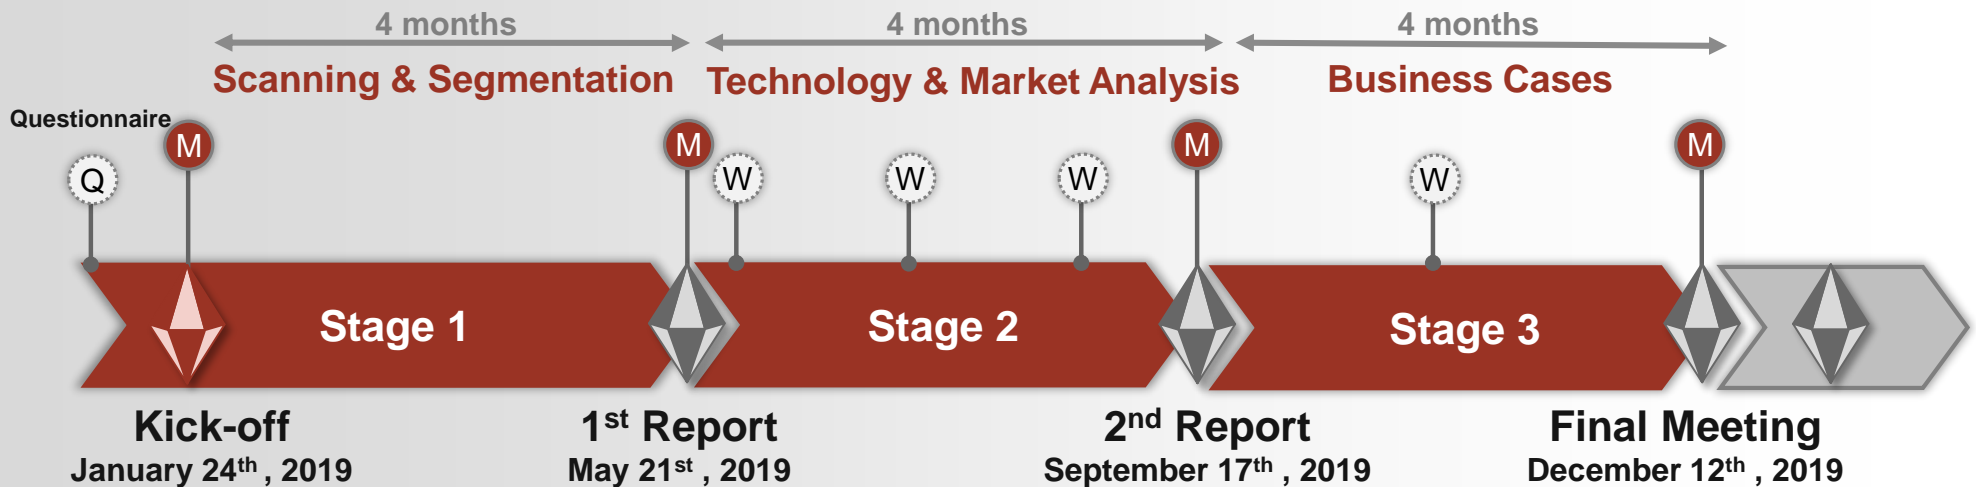 4 months
4 months
4 months
Scanning & Segmentation
Technology & Market Analysis
Business Cases
Questionnaire
M
M
M
M
Q
W
W
W
W
Stage 1
Stage 2
Stage 3
Kick-off
January 24th , 2019
1st Report
May 21st , 2019
2nd Report
September 17th , 2019
Final Meeting
December 12th , 2019